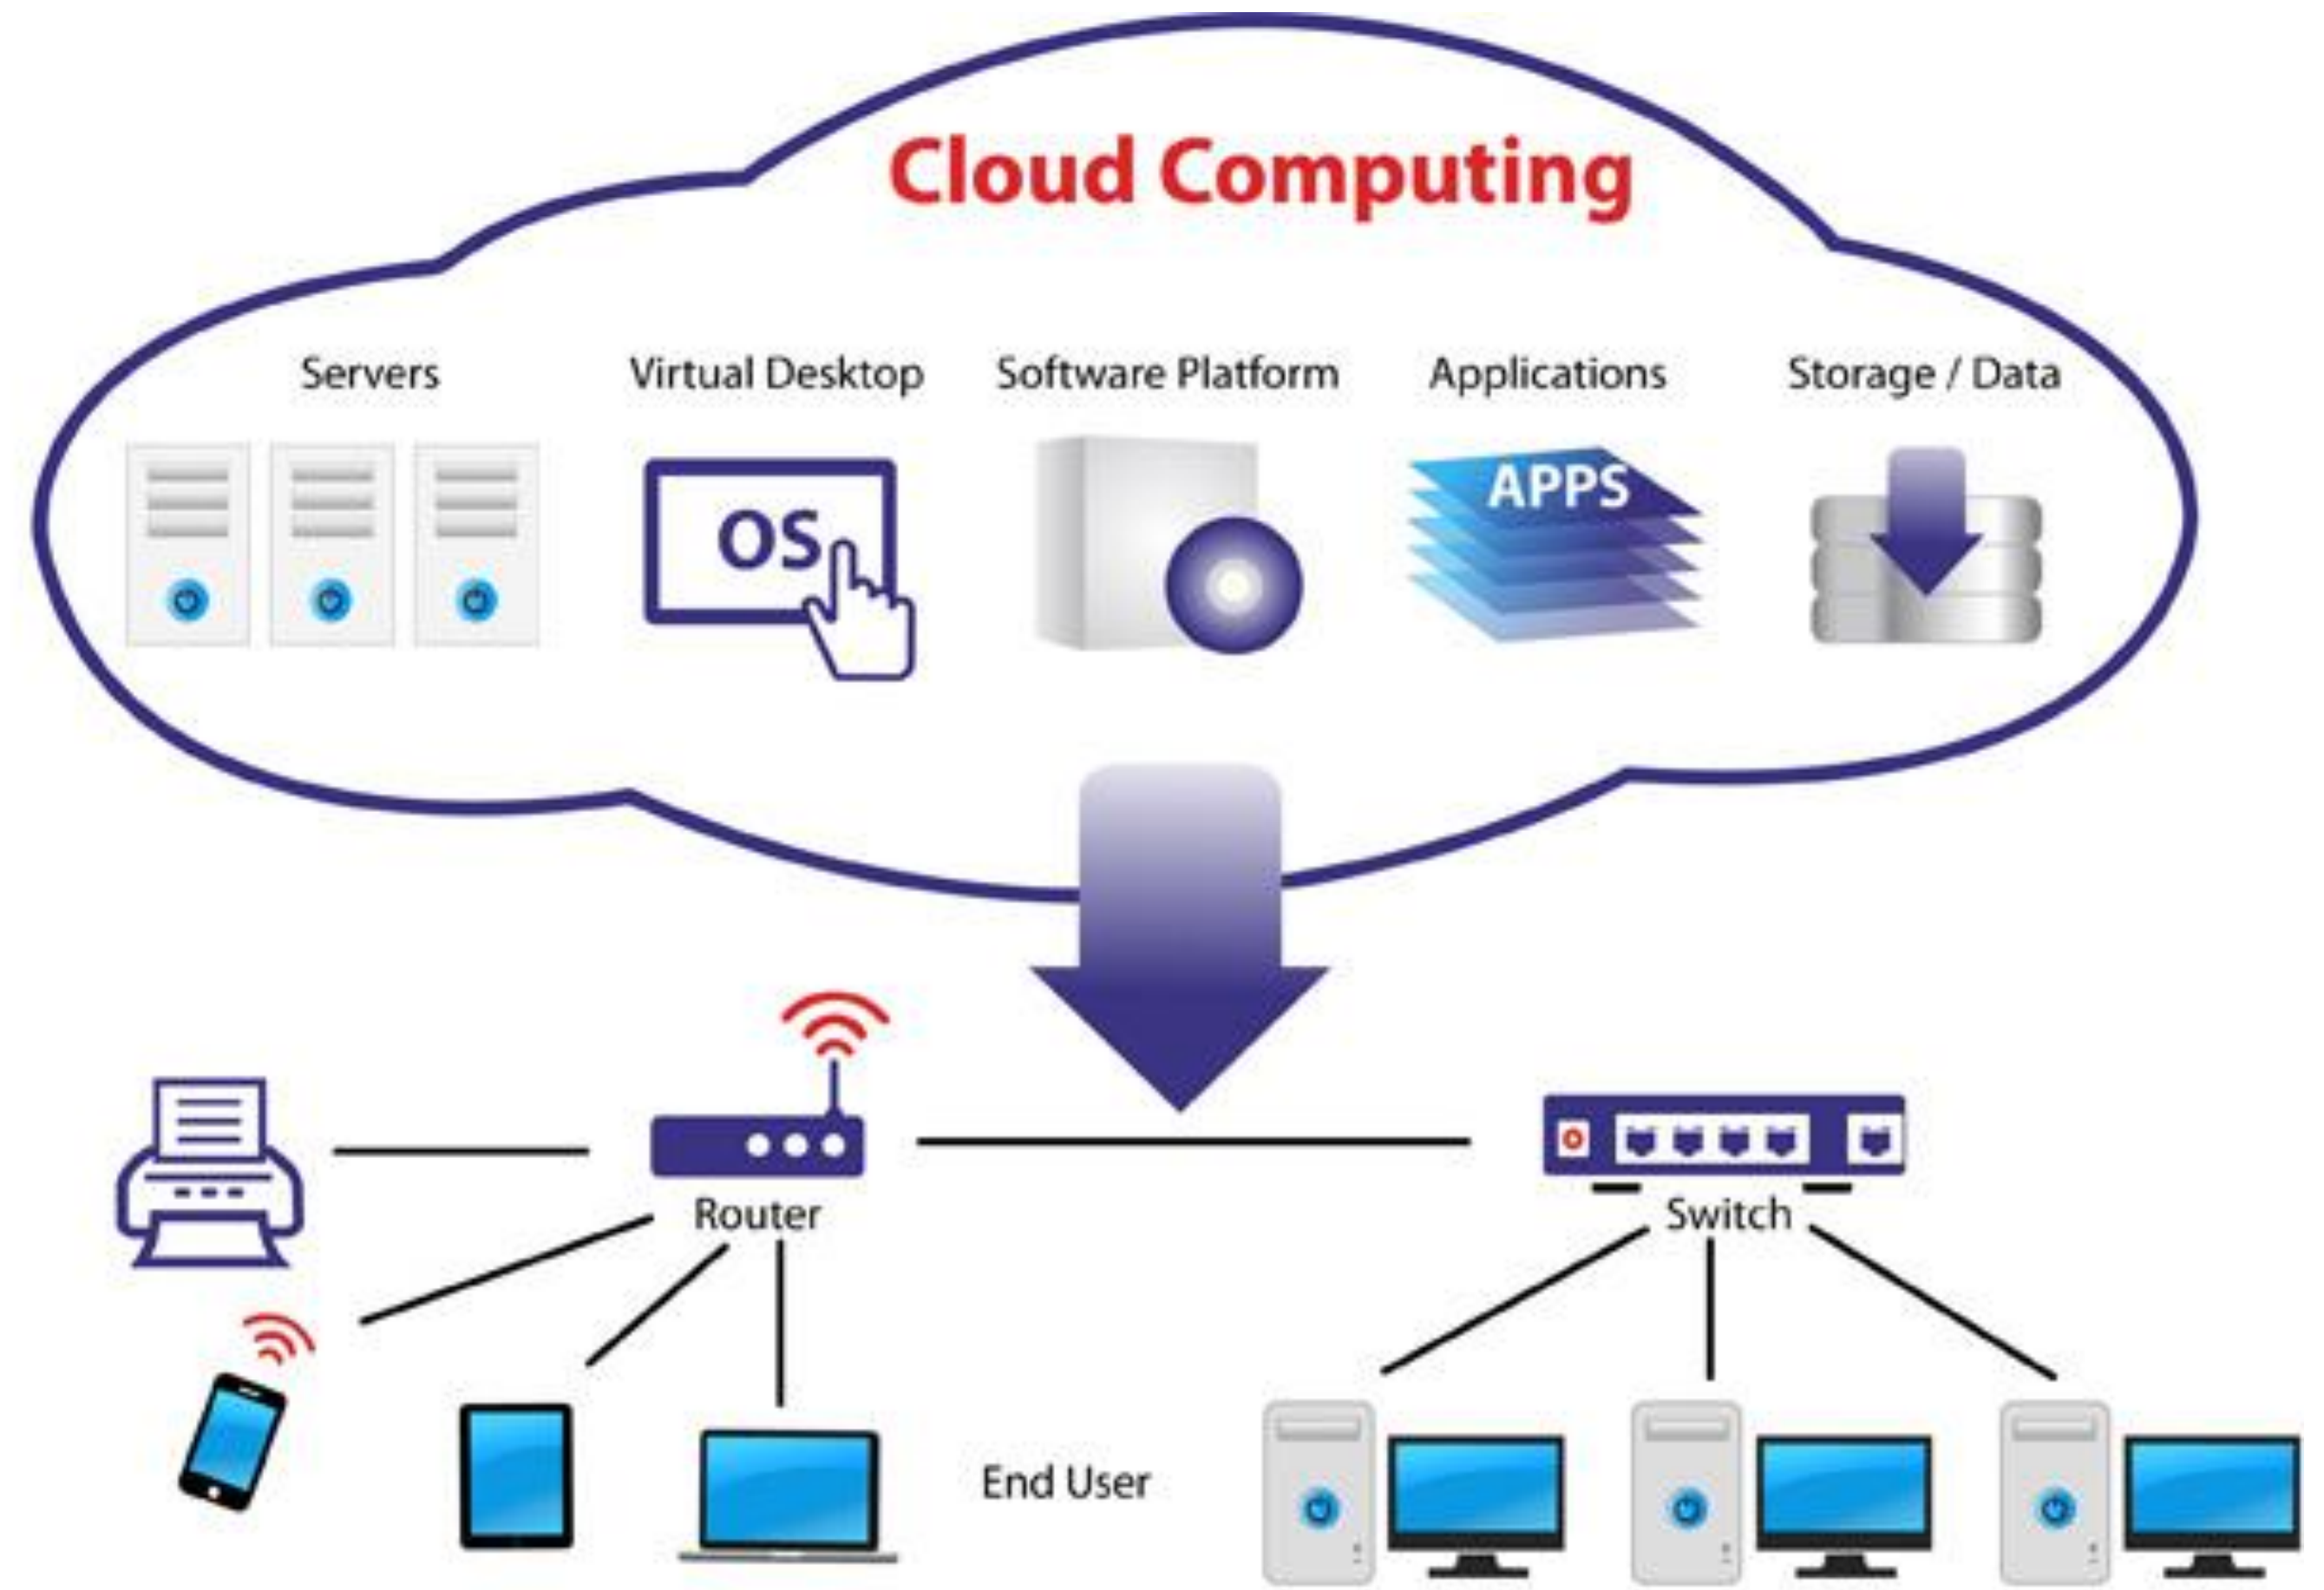 Cloud Computing
Servers
Virtual Desktop
Software Platform
Applications
Storage / Data
OS
APPS
Router
Switch
End User